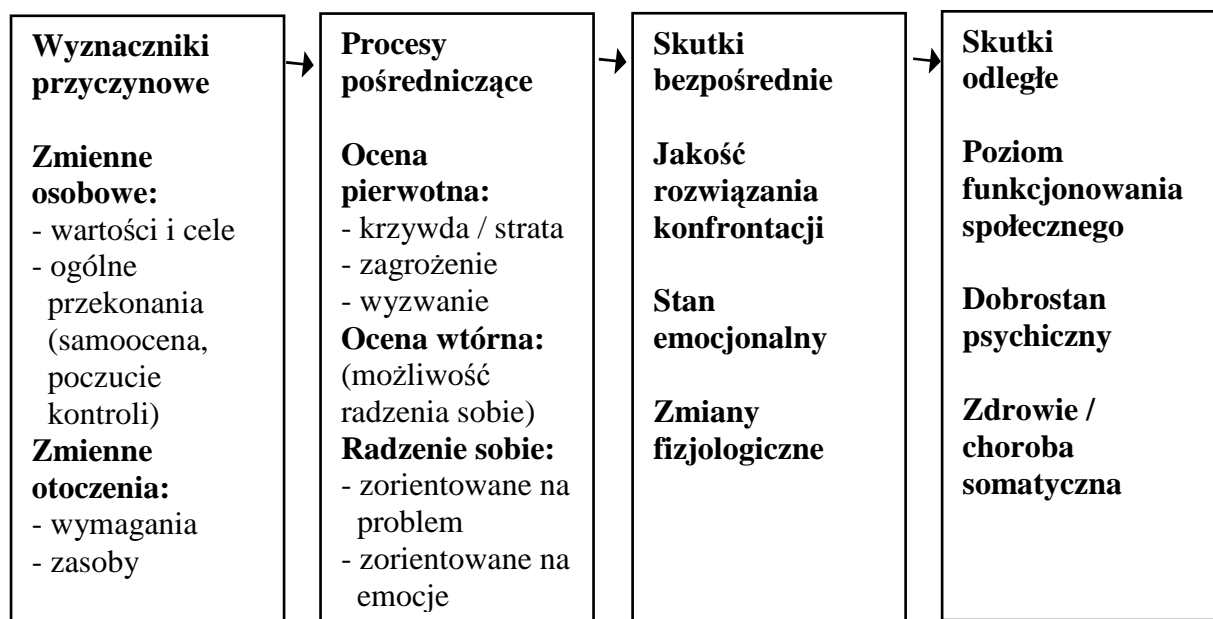 Wyznaczniki
przyczynowe
Zmienne
osobowe:
- wartości i cele
- ogólne
przekonania
(samoocena,
poczucie
kontroli)
Zmienne
otoczenia:
- wymagania
- zasoby
Procesy
pośredniczące
Ocena
pierwotna:
- krzywda / strata
- zagrożenie
- wyzwanie
Ocena wtórna:
(możliwość
radzenia sobie)
Radzenie sobie:
- zorientowane na
problem
- zorientowane na
emocje
Skutki
bezpośrednie
Jakość
rozwiązania
konfrontacji
Stan
emocjonalny
Zmiany
fizjologiczne
Skutki
odległe
Poziom
funkcjonowania
społecznego
Dobrostan
psychiczny
Zdrowie /
choroba
somatyczna